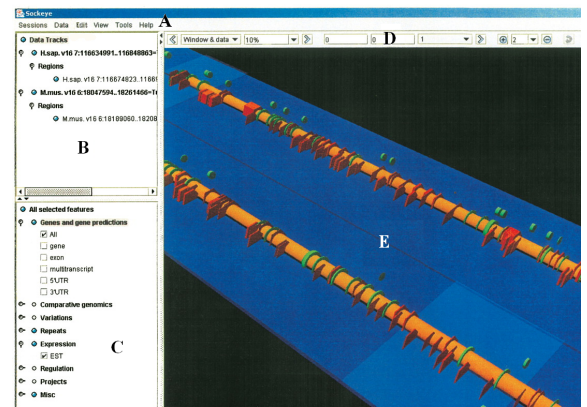 Sockeye
Sessions Data Edit View Tools Help A
Data Tracks
Window & data 10% 0 0 1 2
D
H.sap. v16 7:116634991..116848863=T
Regions
H.sap. v16 7:116674823..1166
M.mus. v16 6:18047594..18261466=Tr
Regions
M.mus. v16 6:18189060..18208
B
All selected features
Genes and gene predictions
All
gene
exon
multitranscript
5'UTR
3'UTR
Comparative genomics
Variations
Repeats
Expression
EST
Regulation
Projects
Misc
C
E